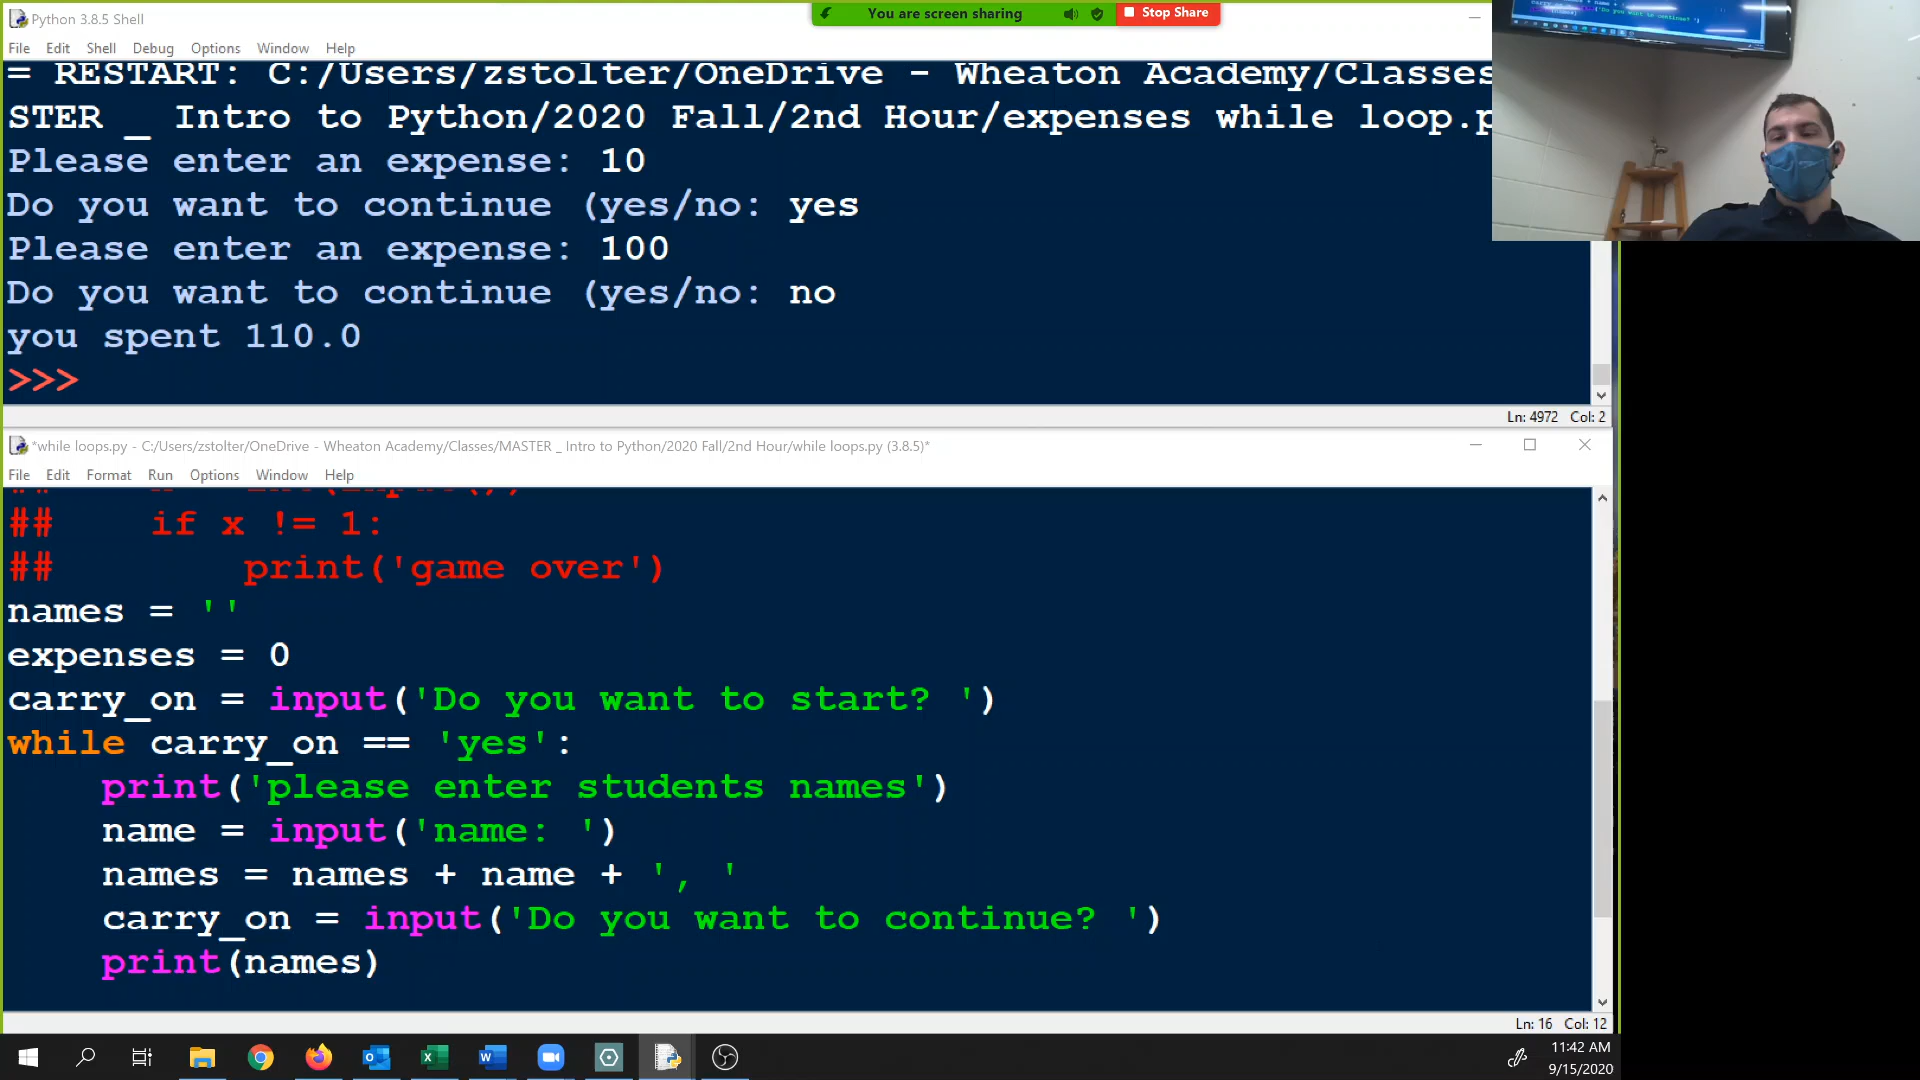 Python 3.8.5 Shell
You are screen sharing
Stop Share
File Edit Shell Debug Options Window Help
= RESTART: C:/Users/zstolter/OneDrive - Wheaton Academy/Classes
STER _ Intro to Python/2020 Fall/2nd Hour/expenses while loop.p
Please enter an expense: 10
Do you want to continue (yes/no: yes
Please enter an expense: 100
Do you want to continue (yes/no: no
you spent 110.0
>>>
Ln: 4972 Col: 2
*while loops.py - C:/Users/zstolter/OneDrive - Wheaton Academy/Classes/MASTER _ Intro to Python/2020 Fall/2nd Hour/while loops.py (3.8.5)*
File Edit Format Run Options Window Help
##    if x != 1:
##        print('game over')
names = ''
expenses = 0
carry_on = input('Do you want to start? ')
while carry_on == 'yes':
    print('please enter students names')
    name = input('name: ')
    names = names + name + ', '
    carry_on = input('Do you want to continue? ')
    print(names)
Ln: 16 Col: 12
11:42 AM
9/15/2020